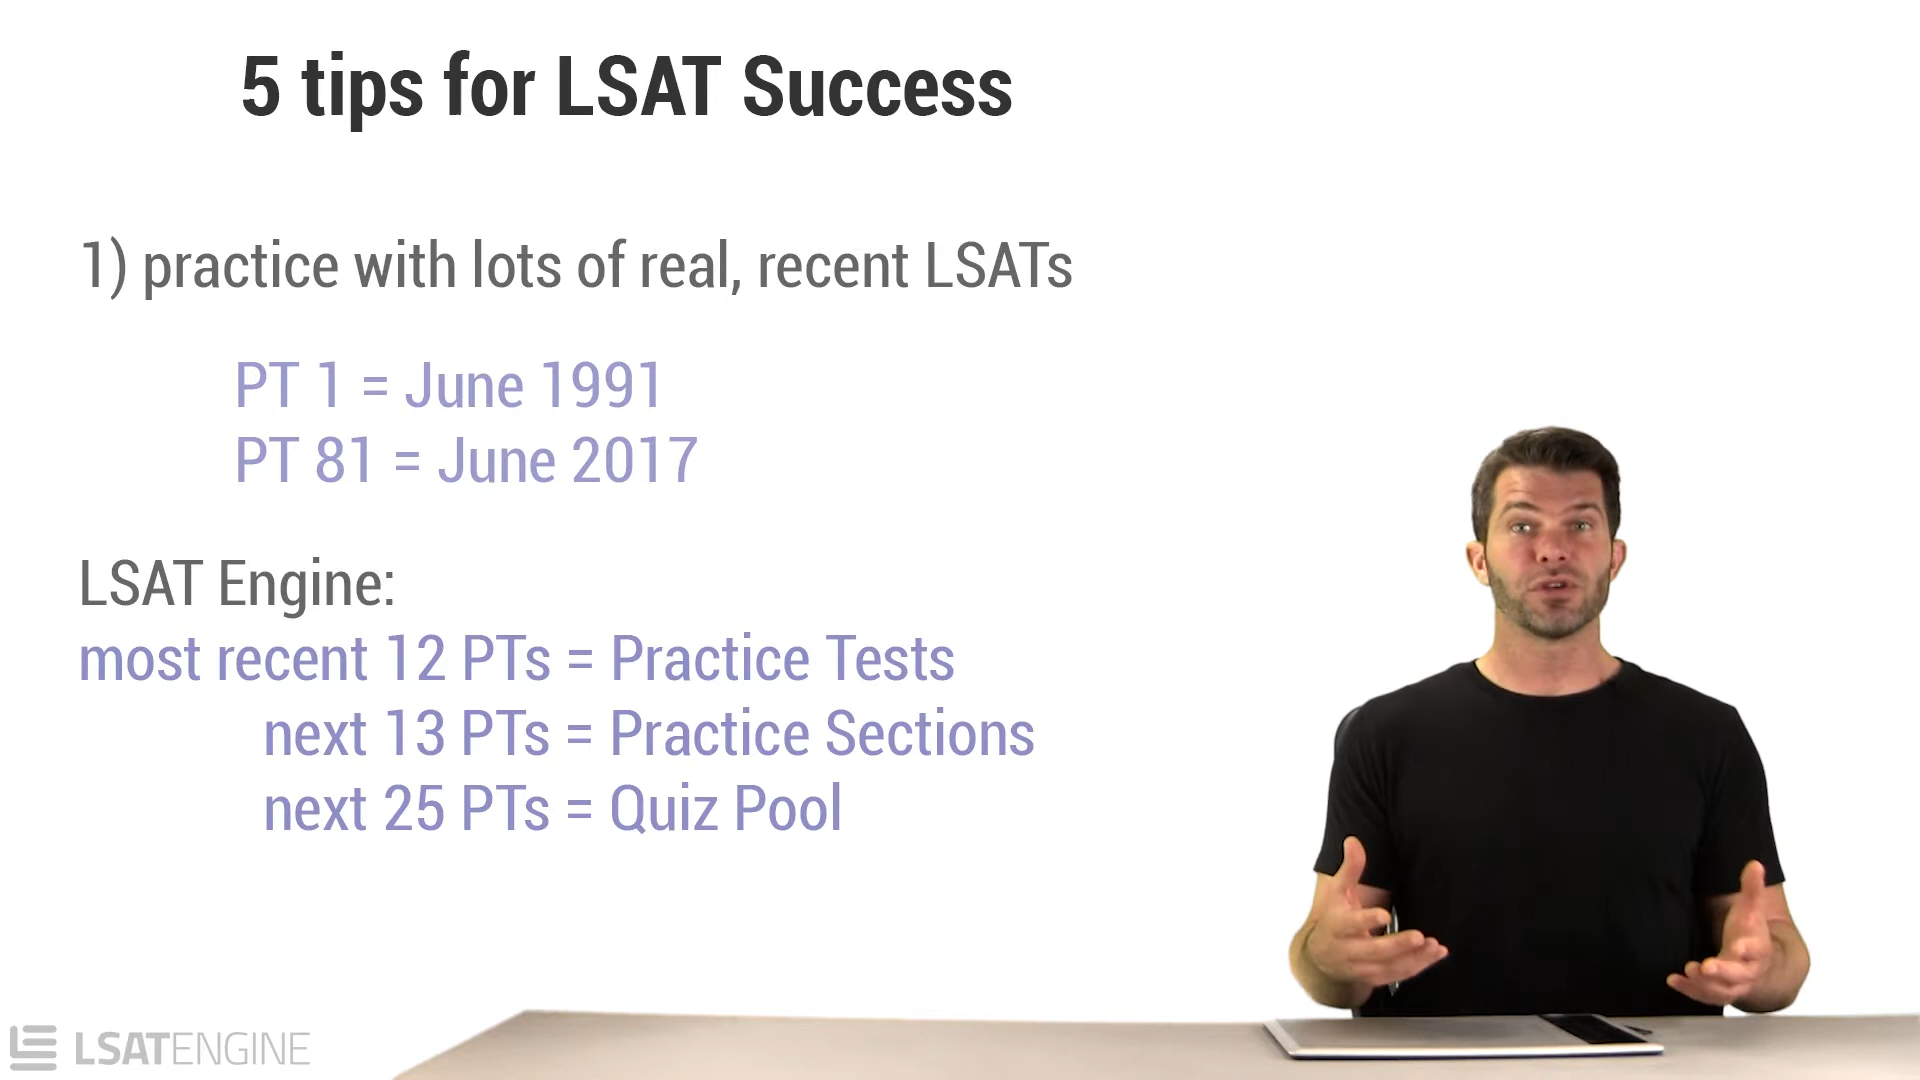 5 tips for LSAT Success
1) practice with lots of real, recent LSATs
PT 1 = June 1991
PT 81 = June 2017
LSAT Engine:
most recent 12 PTs = Practice Tests
next 13 PTs = Practice Sections
next 25 PTs = Quiz Pool
LSATENGINE